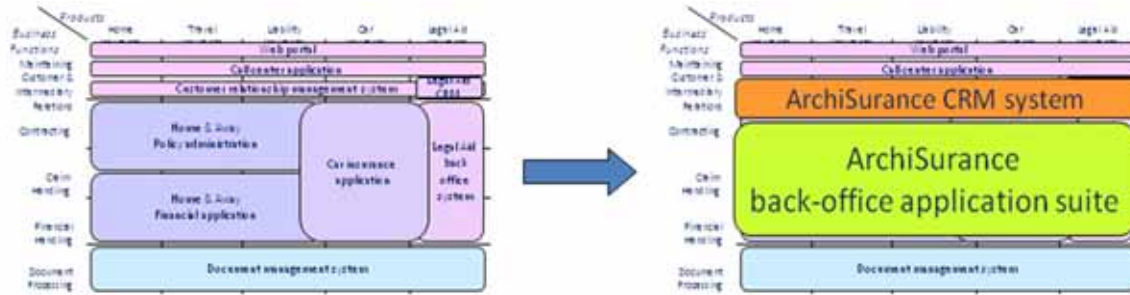 Products
Business
Functions
Home
Travel
Liability
Car
Legal Aid
Web portal
Maintaining
Customer &
Intermediary
Relations
Call center application
Customer relationship management system
Legal Aid
CRM
Contracting
Home & Away
Policy administration
Car insurance
application
Legal Aid
back
office
system
Claim
Handling
Home & Away
Financial application
Financial
Handling
Document
Processing
Document management system
Products
Business
Functions
Home
Travel
Liability
Car
Legal Aid
Web portal
Maintaining
Customer &
Intermediary
Relations
Call center application
ArchiSurance CRM system
Contracting
ArchiSurance
back-office application suite
Claim
Handling
Financial
Handling
Document
Processing
Document management system